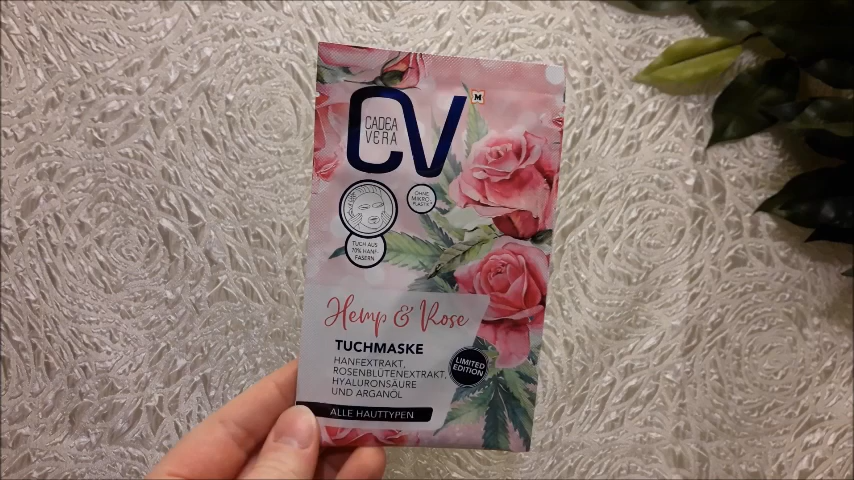 CV
CADEA
VERA
M
OHNE
MIKRO-
PLASTIK*
TUCH AUS
70% HANF-
FASERN
Hemp & Rose
TUCHMASKE
HANFEXTRAKT,
ROSENBLÜTENEXTRAKT,
HYALURONSÄURE
UND ARGANÖL
LIMITED
EDITION
ALLE HAUTTYPEN